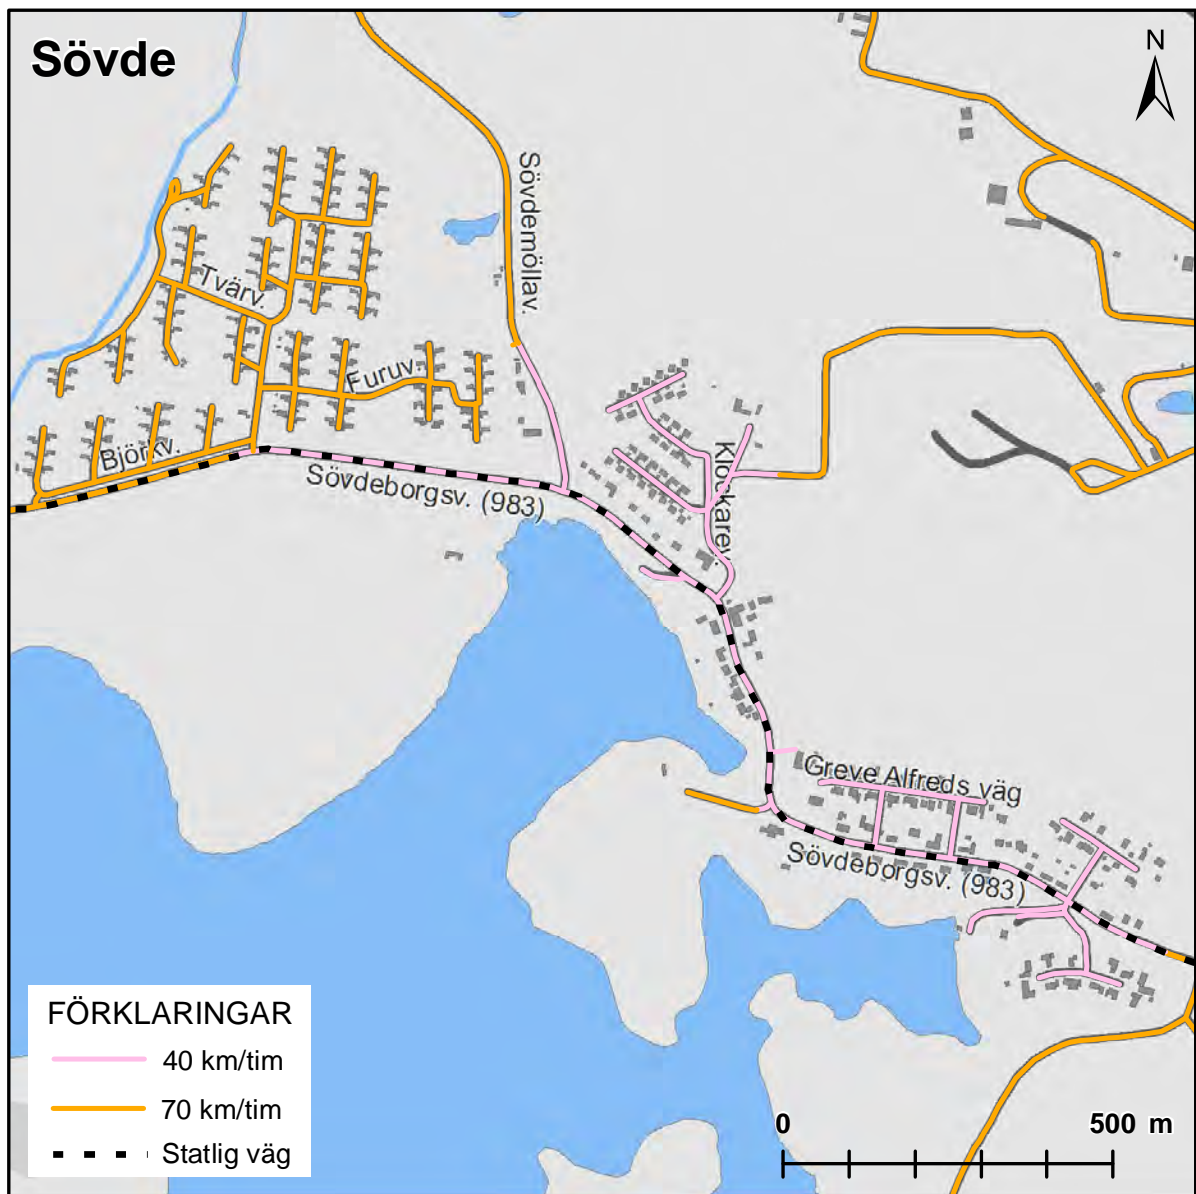 Sövde
N
Sövdemöllav.
Tvärv.
Furuv.
Björkv.
Sövdeborgsv. (983)
Klockarev.
Greve Alfreds väg
Sövdeborgsv. (983)
FÖRKLARINGAR
40 km/tim
70 km/tim
Statlig väg
0 500 m